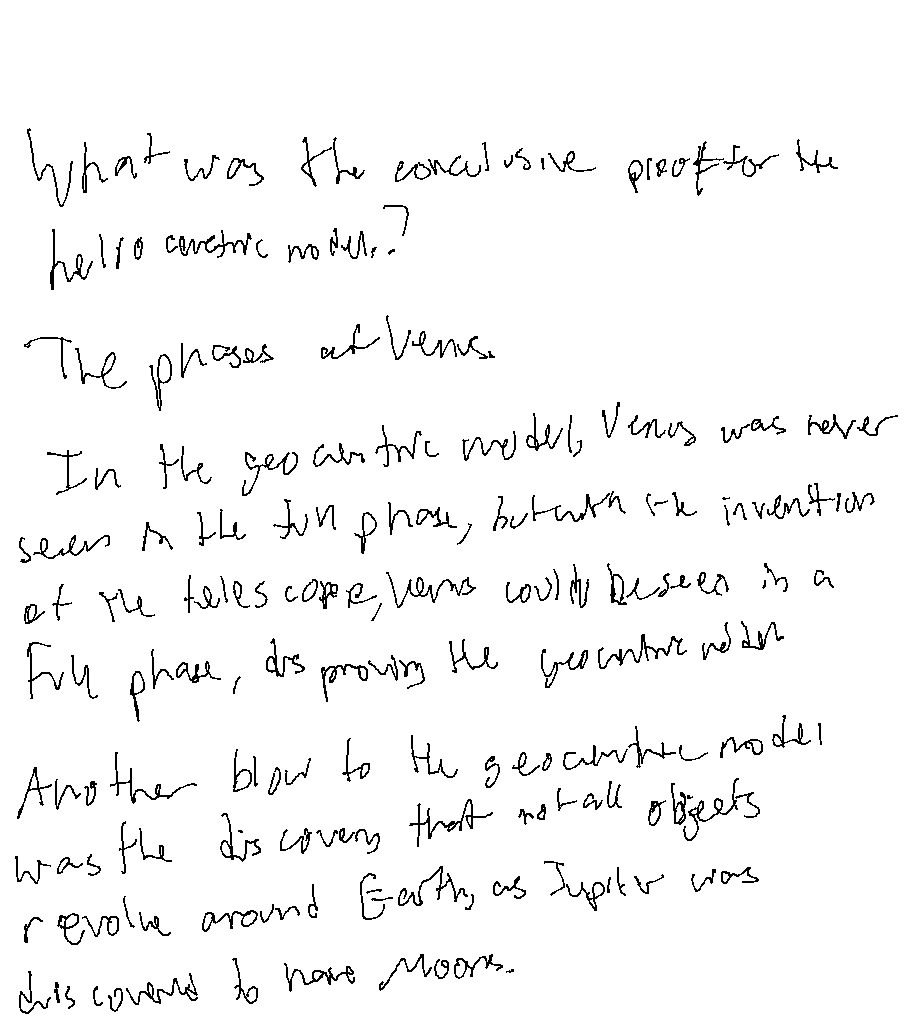 What was the conculusive proof for the
heliocentric model?
The phases of Venus.
In the geocentric model, Venus was never
seen in the full phase, but with the invention
of the telescope, Venus could be seen in a
Full phase, disproving the geocentric model
Another blow to the geocentric model
was the discovery that not all objects
revolve around Earth, as Jupiter was
discovered to have Moons.